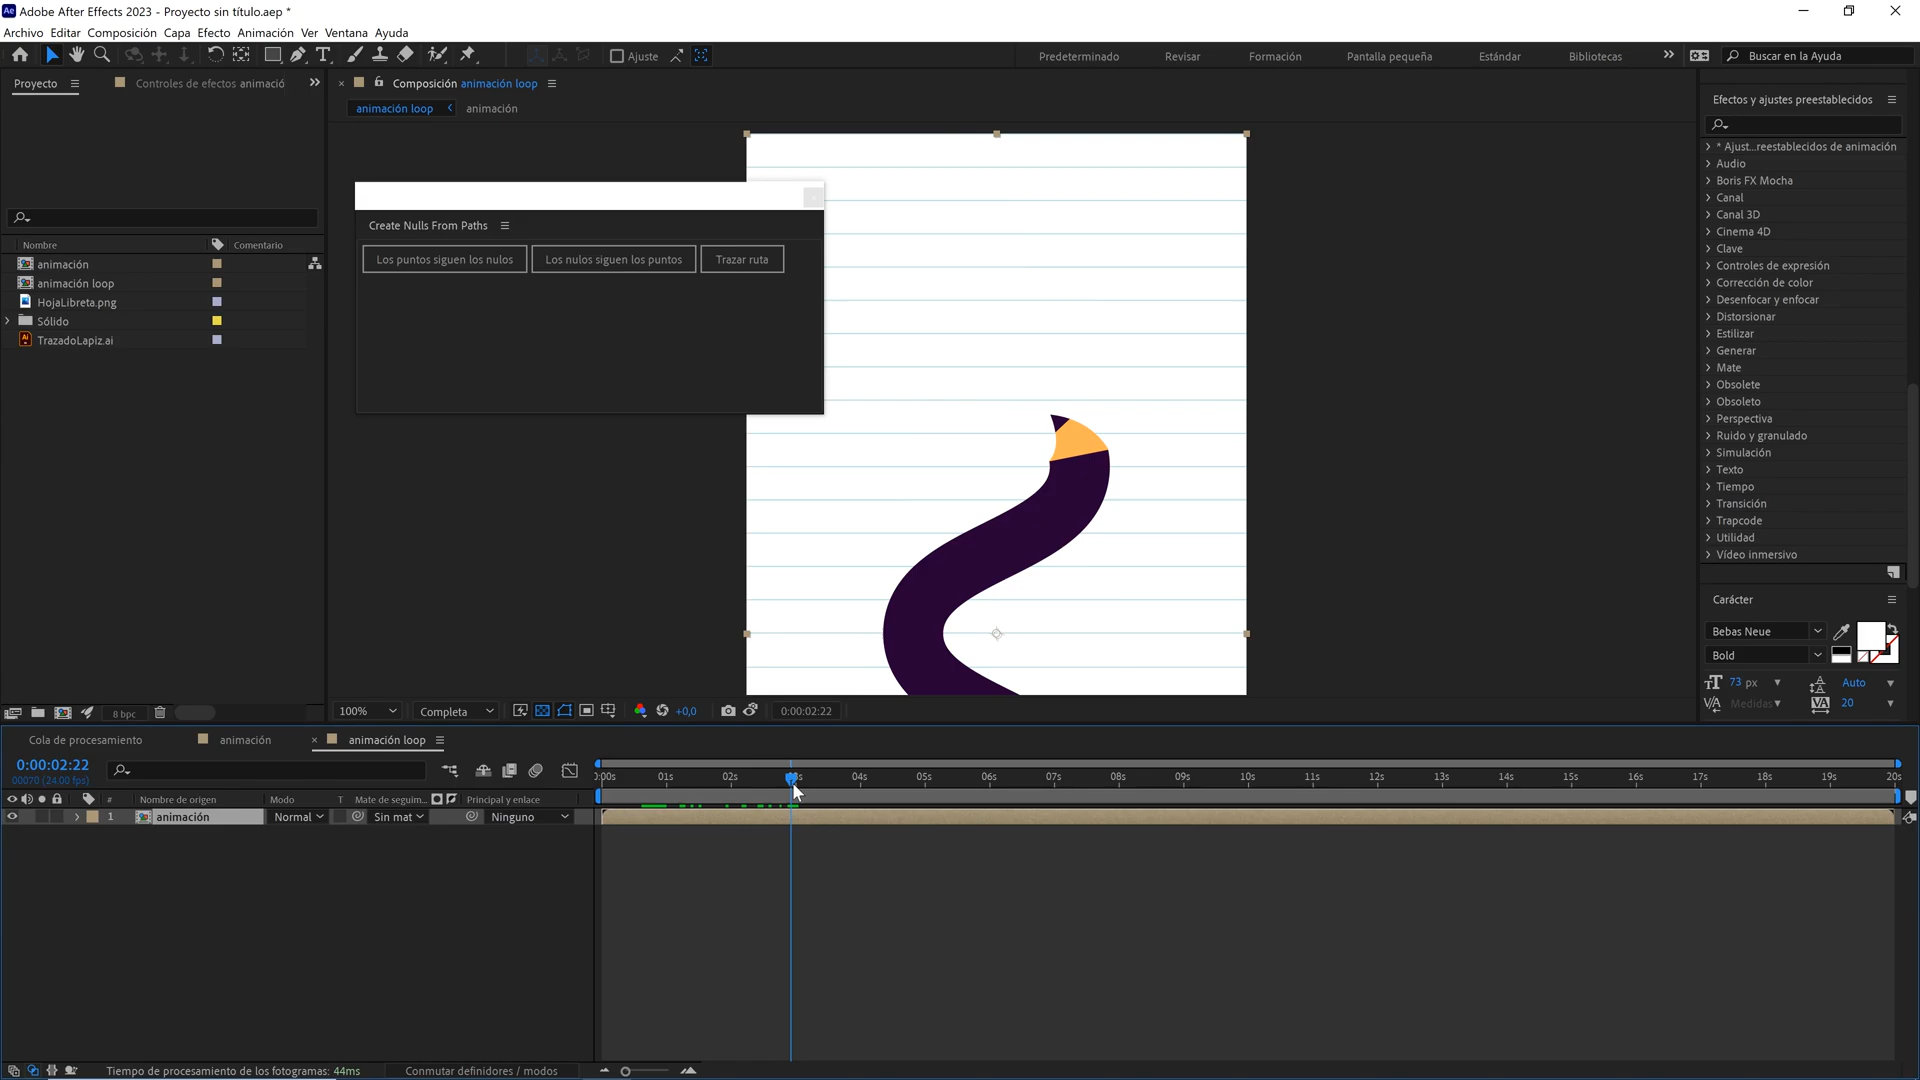 Adobe After Effects 2023 - Proyecto sin título.aep *
Archivo Editar Composición Capa Efecto Animación Ver Ventana Ayuda
Ajuste
Predeterminado Revisar Formación Pantalla pequeña Estándar Bibliotecas
Buscar en la Ayuda
Proyecto
Controles de efectos animació
Composición animación loop
animación loop
animación
Nombre Comentario
animación
animación loop
HojaLibreta.png
Sólido
TrazadoLapiz.ai
8 bpc
Create Nulls From Paths
Los puntos siguen los nulos
Los nulos siguen los puntos
Trazar ruta
100%
Completa
+0,0
0:00:02:22
Efectos y ajustes preestablecidos
* Ajust...reestablecidos de animación
Audio
Boris FX Mocha
Canal
Canal 3D
Cinema 4D
Clave
Controles de expresión
Corrección de color
Desenfocar y enfocar
Distorsionar
Estilizar
Generar
Mate
Obsolete
Obsoleto
Perspectiva
Ruido y granulado
Simulación
Texto
Tiempo
Transición
Trapcode
Utilidad
Vídeo inmersivo
Carácter
Bebas Neue
Bold
73 px
Auto
Medidas
20
Cola de procesamiento
animación
animación loop
0:00:02:22
00070 (24.00 fps)
01s 02s 04s 05s 06s 07s 08s 09s 10s 11s 12s 13s 14s 15s 16s 17s 18s 19s 20s
# Nombre de origen Modo T Mate de seguim... Principal y enlace
1 animación Normal Sin mat Ninguno
Tiempo de procesamiento de los fotogramas: 44ms
Conmutar definidores / modos